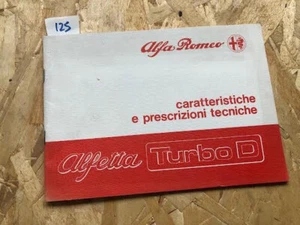 125
Alfa Romeo
caratteristiche
e prescrizioni tecniche
Alfetta Turbo D